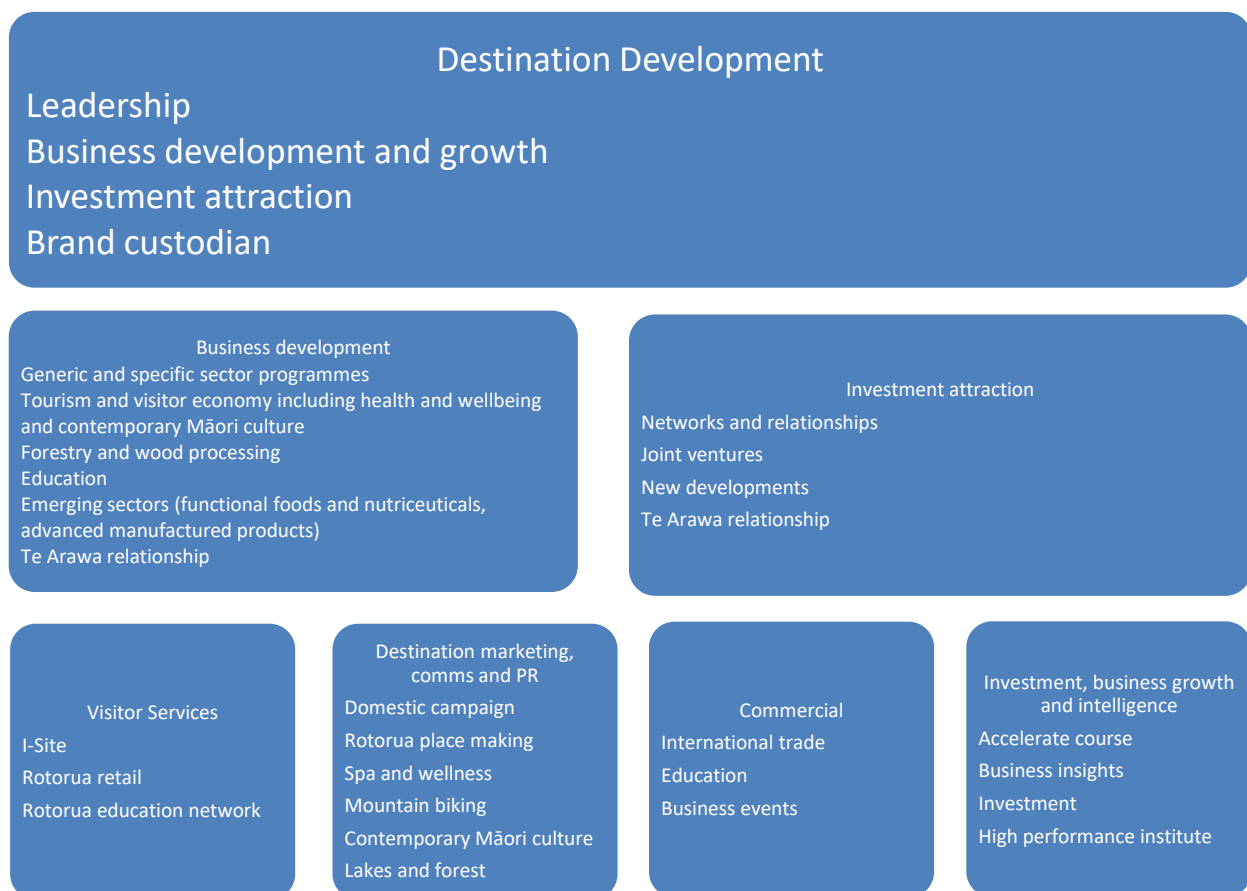 Destination Development
Leadership
Business development and growth
Investment attraction
Brand custodian
Business development
Generic and specific sector programmes
Tourism and visitor economy including health and wellbeing
and contemporary Māori culture
Forestry and wood processing
Education
Emerging sectors (functional foods and nutriceuticals,
advanced manufactured products)
Te Arawa relationship
Investment attraction
Networks and relationships
Joint ventures
New developments
Te Arawa relationship
Visitor Services
I-Site
Rotorua retail
Rotorua education network
Destination marketing,
comms and PR
Domestic campaign
Rotorua place making
Spa and wellness
Mountain biking
Contemporary Māori culture
Lakes and forest
Commercial
International trade
Education
Business events
Investment, business growth
and intelligence
Accelerate course
Business insights
Investment
High performance institute